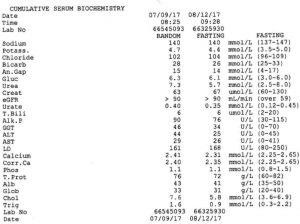 CUMULATIVE SERUM BIOCHEMISTRY
Date 07/09/17 08/12/17
Time 08:25 09:28
Lab No 66545093 66325930
RANDOM FASTING FASTING
Sodium 140 140 mmol/L (137-147)
Potass. 4.7 4.4 mmol/L (3.5-5.0)
Chloride 102 104 mmol/L (96-109)
Bicarb 28 26 mmol/L (25-33)
An.Gap 15 14 mmol/L (4-17)
Gluc 6.3 6.1 mmol/L (3.0-6.0)
Urea 7.3 5.7 mmol/L (2.5-8.0)
Creat 63 67 umol/L (60-130)
eGFR > 90 > 90 mL/min (over 59)
Urate 0.40 0.35 mmol/L (0.12-0.45)
T.Bili 6 6 umol/L (2-20)
Alk.P 90 76 U/L (30-115)
GGT 46 34 U/L (0-70)
ALT 44 45 U/L (0-45)
AST 29 26 U/L (0-41)
LD 161 168 U/L (80-250)
Calcium 2.41 2.31 mmol/L (2.25-2.65)
Corr.Ca 2.40 2.35 mmol/L (2.25-2.65)
Phos 1.1 1.1 mmol/L (0.8-1.5)
T.Prot 76 72 g/L (60-82)
Alb 43 41 g/L (35-50)
Glob 33 31 g/L (20-40)
Chol 7.6 5.8 mmol/L (3.6-6.9)
Trig 1.6 0.9 mmol/L (0.3-2.2)
Lab No 66545093 66325930
Date 07/09/17 08/12/17